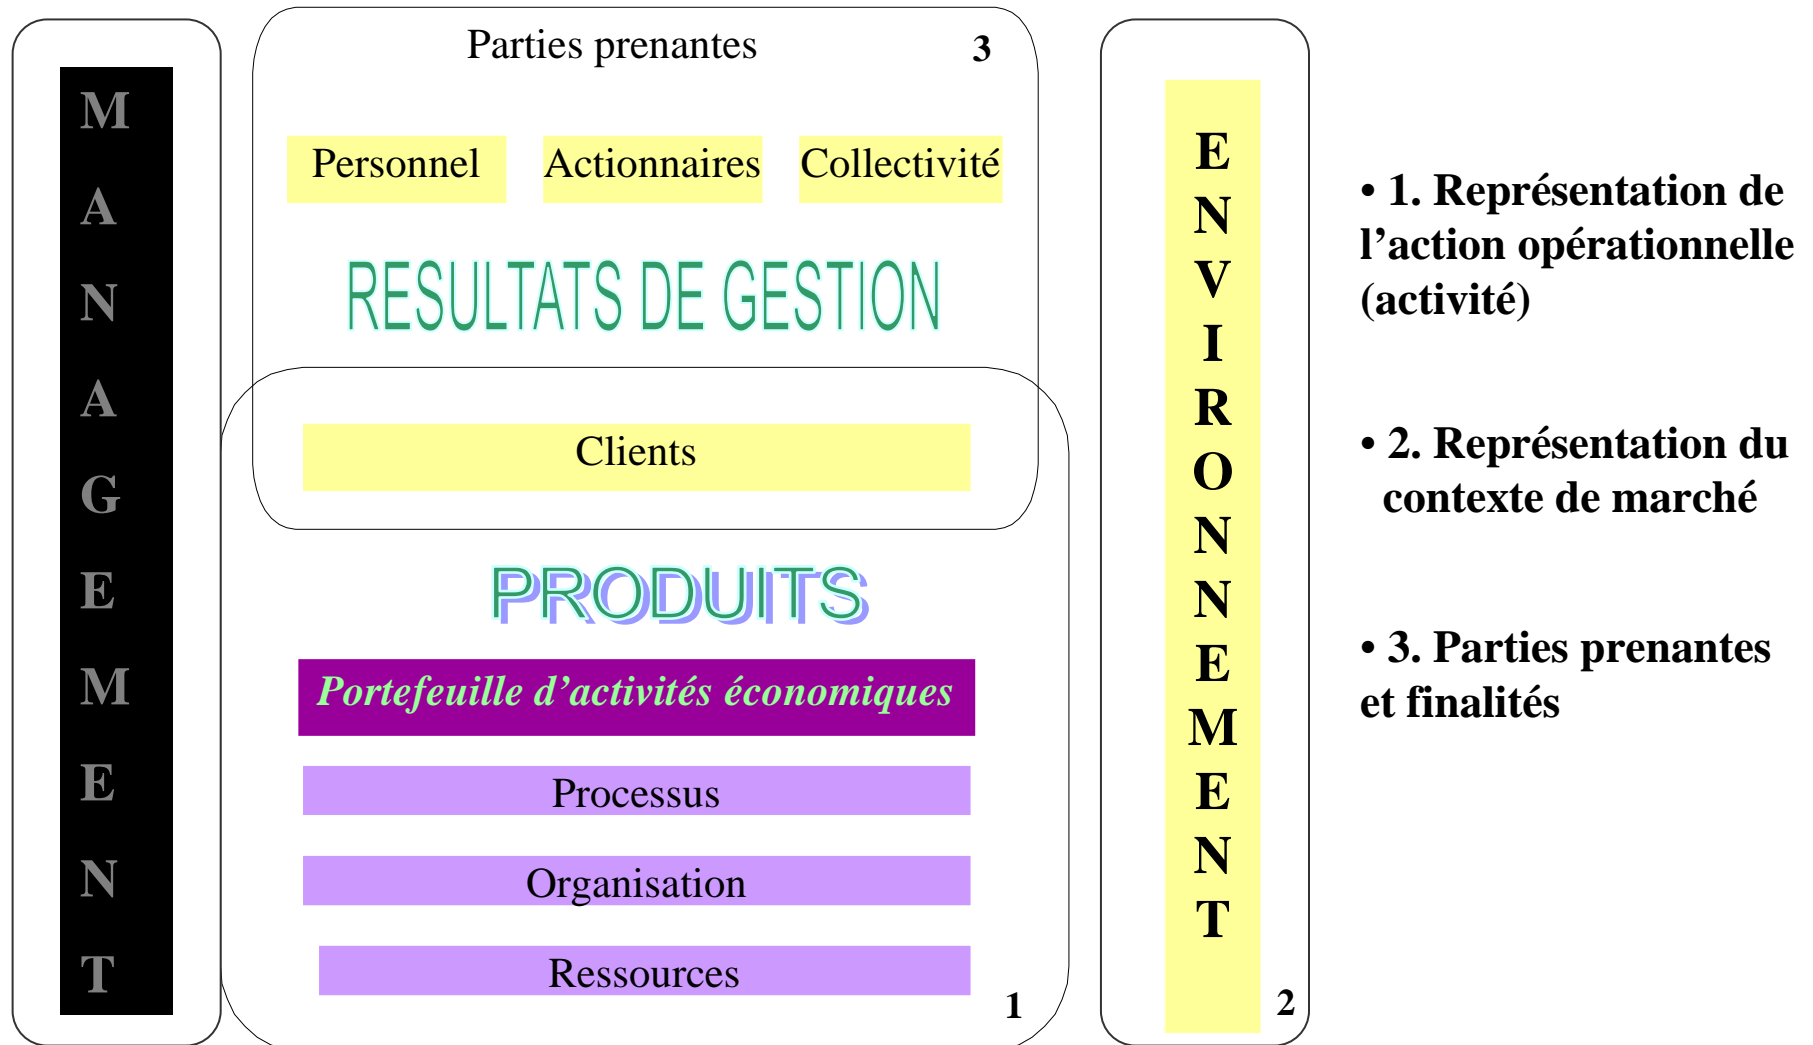 MANAGEMENT
Parties prenantes 3
Personnel Actionnaires Collectivité
RESULTATS DE GESTION
Clients
PRODUITS
Portefeuille d’activités économiques
Processus
Organisation
Ressources
1
ENVIRONNEMENT
2
• 1. Représentation de
l’action opérationnelle
(activité)
• 2. Représentation du
contexte de marché
• 3. Parties prenantes
et finalités